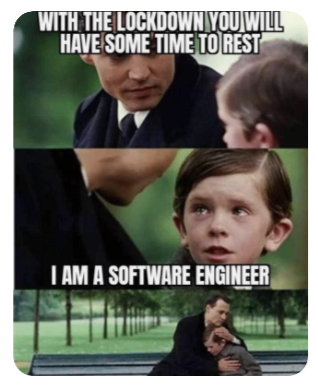 WITH THE LOCKDOWN YOU WILL
HAVE SOME TIME TO REST
I AM A SOFTWARE ENGINEER